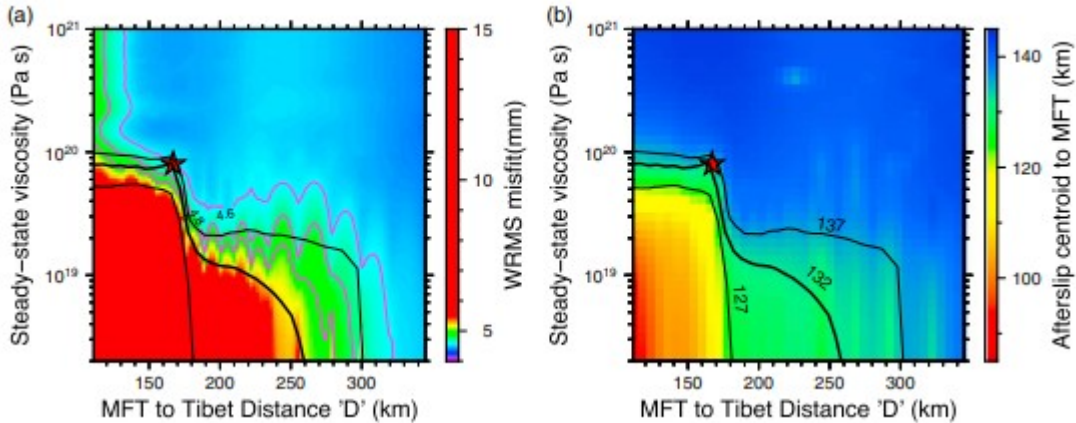 (a)
10²¹
10²⁰
10¹⁹
Steady−state viscosity (Pa s)
4.8
4.6
150 200 250 300
MFT to Tibet Distance 'D' (km)
15
10
5
WRMS misfit(mm)
(b)
10²¹
10²⁰
10¹⁹
Steady−state viscosity (Pa s)
137
132
127
150 200 250 300
MFT to Tibet Distance 'D' (km)
140
120
100
Afterslip centroid to MFT (km)